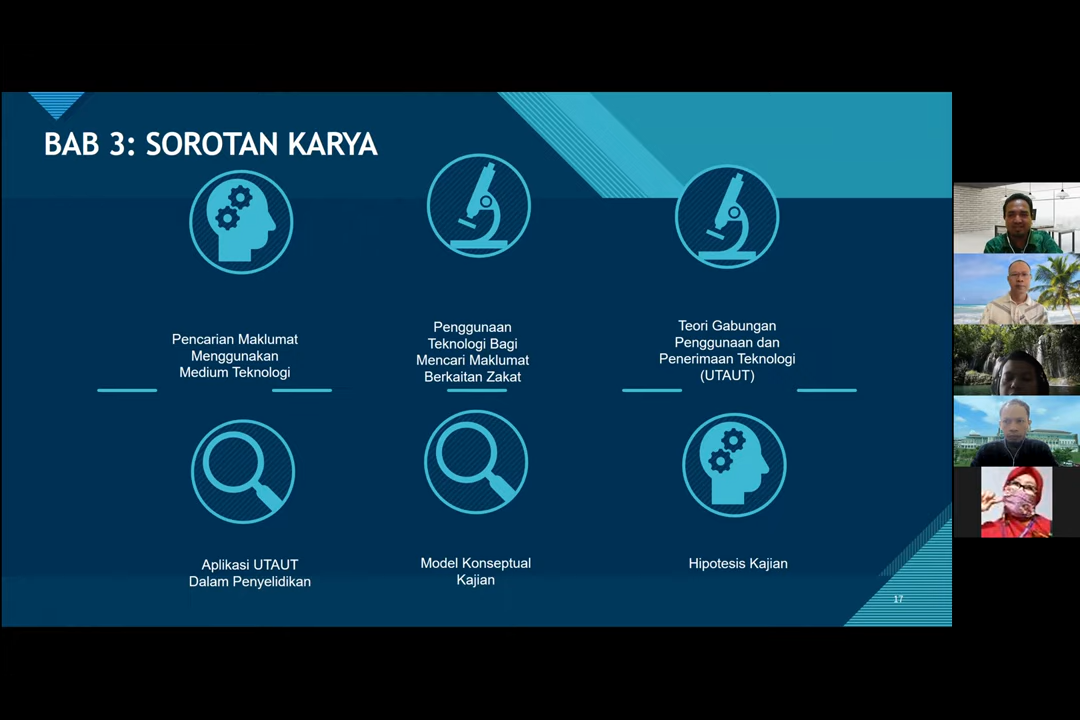 BAB 3: SOROTAN KARYA
Pencarian Maklumat
Menggunakan
Medium Teknologi
Penggunaan
Teknologi Bagi
Mencari Maklumat
Berkaitan Zakat
Teori Gabungan
Penggunaan dan
Penerimaan Teknologi
(UTAUT)
Aplikasi UTAUT
Dalam Penyelidikan
Model Konseptual
Kajian
Hipotesis Kajian
17